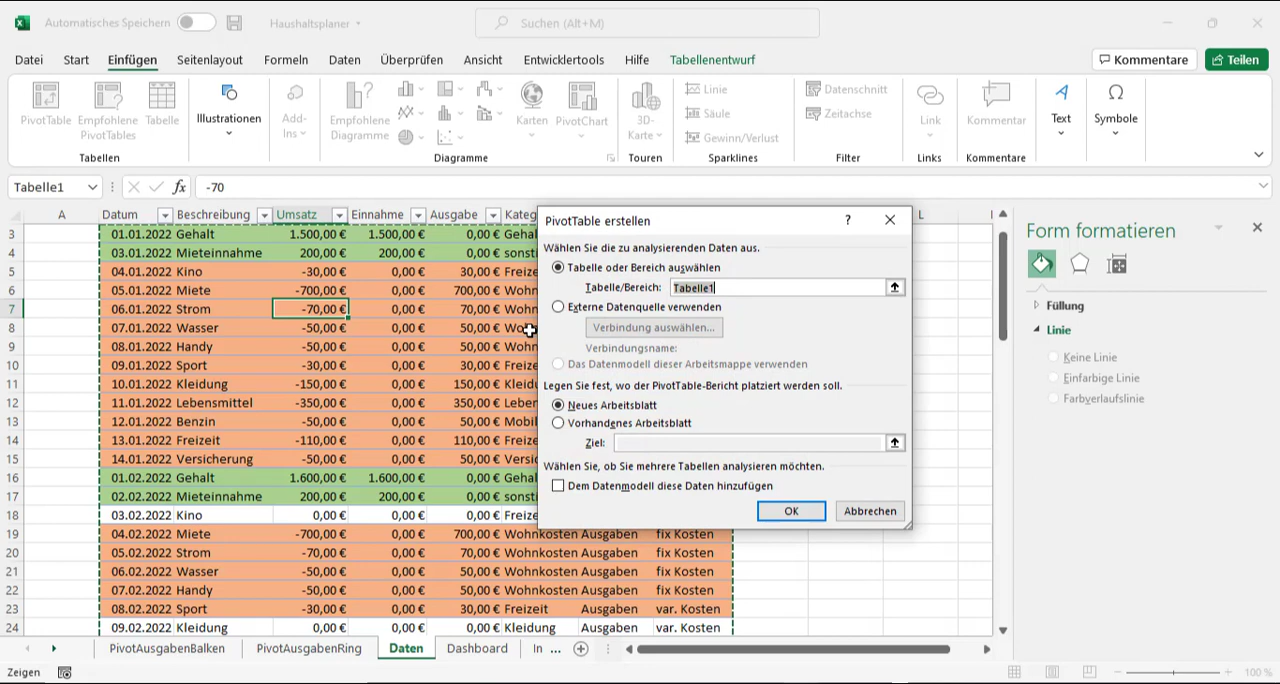 Automatisches Speichern Haushaltsplaner Suchen (Alt+M)
Datei Start Einfügen Seitenlayout Formeln Daten Überprüfen Ansicht Entwicklertools Hilfe Tabellenentwurf Kommentare Teilen
PivotTable Empfohlene PivotTables Tabelle
Tabellen
Illustrationen
Add-Ins
Empfohlene Diagramme
Karten PivotChart
Diagramme
3D-Karte
Touren
Linie
Säule
Gewinn/Verlust
Sparklines
Datenschnitt
Zeitachse
Filter
Link
Links
Kommentar
Kommentare
Text
Symbole
Tabelle1 fx -70
A Datum Beschreibung Umsatz Einnahme Ausgabe Kateg L
3 01.01.2022 Gehalt 1.500,00 € 1.500,00 € 0,00 € Gehal
4 03.01.2022 Mieteinnahme 200,00 € 200,00 € 0,00 € sonsti
5 04.01.2022 Kino -30,00 € 0,00 € 30,00 € Freize
6 05.01.2022 Miete -700,00 € 0,00 € 700,00 € Wohn
7 06.01.2022 Strom -70,00 € 0,00 € 70,00 € Wohn
8 07.01.2022 Wasser -50,00 € 0,00 € 50,00 € Wo
9 08.01.2022 Handy -50,00 € 0,00 € 50,00 € Wohn
10 09.01.2022 Sport -30,00 € 0,00 € 30,00 € Freize
11 10.01.2022 Kleidung -150,00 € 0,00 € 150,00 € Kleidu
12 11.01.2022 Lebensmittel -350,00 € 0,00 € 350,00 € Leben
13 12.01.2022 Benzin -50,00 € 0,00 € 50,00 € Mobil
14 13.01.2022 Freizeit -110,00 € 0,00 € 110,00 € Freize
15 14.01.2022 Versicherung -50,00 € 0,00 € 50,00 € Versi
16 01.02.2022 Gehalt 1.600,00 € 1.600,00 € 0,00 € Gehal
17 02.02.2022 Mieteinnahme 200,00 € 200,00 € 0,00 € sonsti
18 03.02.2022 Kino 0,00 € 0,00 € 0,00 € Freize
19 04.02.2022 Miete -700,00 € 0,00 € 700,00 € Wohnkosten Ausgaben fix Kosten
20 05.02.2022 Strom -70,00 € 0,00 € 70,00 € Wohnkosten Ausgaben fix Kosten
21 06.02.2022 Wasser -50,00 € 0,00 € 50,00 € Wohnkosten Ausgaben fix Kosten
22 07.02.2022 Handy -50,00 € 0,00 € 50,00 € Wohnkosten Ausgaben fix Kosten
23 08.02.2022 Sport -30,00 € 0,00 € 30,00 € Freizeit Ausgaben var. Kosten
24 09.02.2022 Kleidung 0,00 € 0,00 € 0,00 € Kleidung Ausgaben var. Kosten
PivotTable erstellen ?
Wählen Sie die zu analysierenden Daten aus.
Tabelle oder Bereich auswählen
Tabelle/Bereich: Tabelle1
Externe Datenquelle verwenden
Verbindung auswählen...
Verbindungsname:
Das Datenmodell dieser Arbeitsmappe verwenden
Legen Sie fest, wo der PivotTable-Bericht platziert werden soll.
Neues Arbeitsblatt
Vorhandenes Arbeitsblatt
Ziel:
Wählen Sie, ob Sie mehrere Tabellen analysieren möchten.
Dem Datenmodell diese Daten hinzufügen
OK Abbrechen
Form formatieren
Füllung
Linie
Keine Linie
Einfarbige Linie
Farbverlaufslinie
PivotAusgabenBalken PivotAusgabenRing Daten Dashboard In ...
Zeigen 100 %